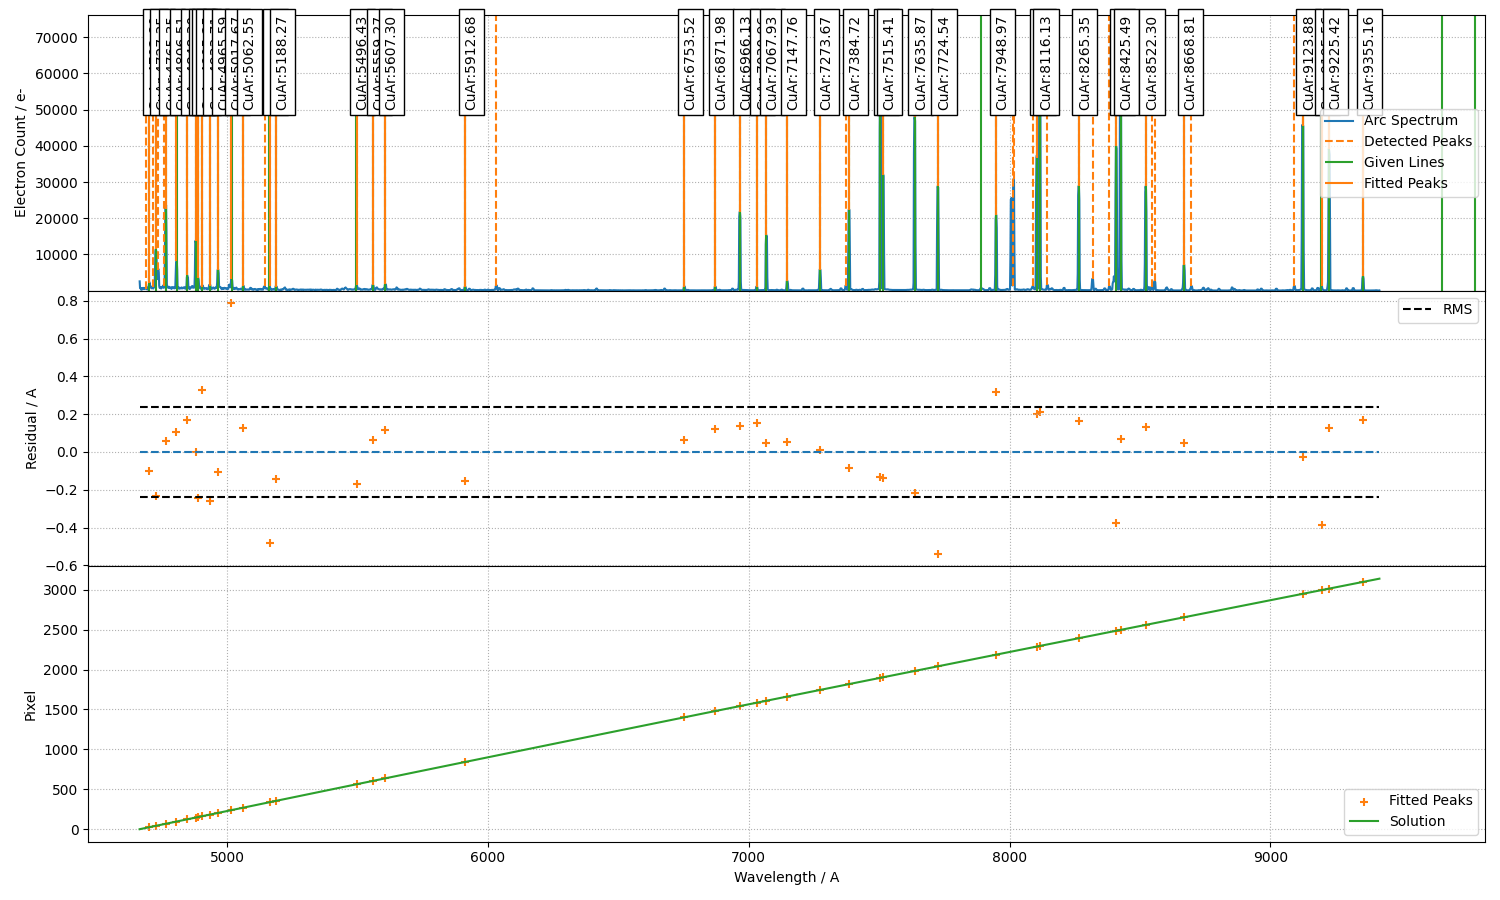 70000
60000
50000
40000
30000
20000
10000
Electron Count / e-
CuAr:4965.59
CuAr:5017.67
CuAr:5062.55
CuAr:5188.27
CuAr:5496.43
CuAr:5559.27
CuAr:5607.30
CuAr:5912.68
CuAr:6753.52
CuAr:6871.98
CuAr:6966.13
CuAr:7067.93
CuAr:7147.76
CuAr:7273.67
CuAr:7384.72
CuAr:7515.41
CuAr:7635.87
CuAr:7724.54
CuAr:7948.97
CuAr:8116.13
CuAr:8265.35
CuAr:8425.49
CuAr:8522.30
CuAr:8668.81
CuAr:9123.88
CuAr:9225.42
CuAr:9355.16
Arc Spectrum
Detected Peaks
Given Lines
Fitted Peaks
0.8
0.6
0.4
0.2
0.0
−0.2
−0.4
−0.6
Residual / A
RMS
3000
2500
2000
1500
1000
500
0
Pixel
Fitted Peaks
Solution
5000
6000
7000
8000
9000
Wavelength / A